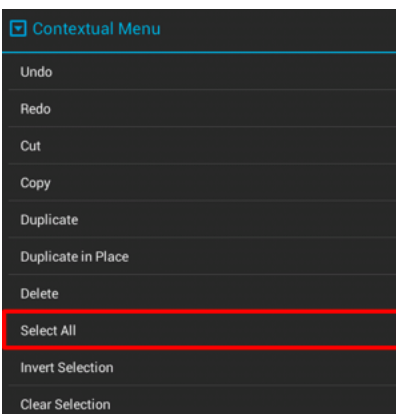 Contextual Menu
Undo
Redo
Cut
Copy
Duplicate
Duplicate in Place
Delete
Select All
Invert Selection
Clear Selection